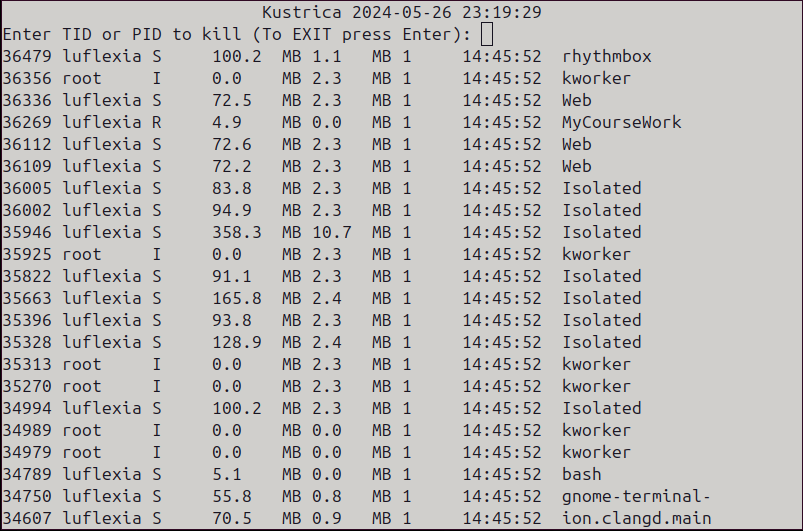 Kustrica 2024-05-26 23:19:29
Enter TID or PID to kill (To EXIT press Enter):
36479 luflexia S 100.2 MB 1.1 MB 1 14:45:52 rhythmbox
36356 root I 0.0 MB 2.3 MB 1 14:45:52 kworker
36336 luflexia S 72.5 MB 2.3 MB 1 14:45:52 Web
36269 luflexia R 4.9 MB 0.0 MB 1 14:45:52 MyCourseWork
36112 luflexia S 72.6 MB 2.3 MB 1 14:45:52 Web
36109 luflexia S 72.2 MB 2.3 MB 1 14:45:52 Web
36005 luflexia S 83.8 MB 2.3 MB 1 14:45:52 Isolated
36002 luflexia S 94.9 MB 2.3 MB 1 14:45:52 Isolated
35946 luflexia S 358.3 MB 10.7 MB 1 14:45:52 Isolated
35925 root I 0.0 MB 2.3 MB 1 14:45:52 kworker
35822 luflexia S 91.1 MB 2.3 MB 1 14:45:52 Isolated
35663 luflexia S 165.8 MB 2.4 MB 1 14:45:52 Isolated
35396 luflexia S 93.8 MB 2.3 MB 1 14:45:52 Isolated
35328 luflexia S 128.9 MB 2.4 MB 1 14:45:52 Isolated
35313 root I 0.0 MB 2.3 MB 1 14:45:52 kworker
35270 root I 0.0 MB 2.3 MB 1 14:45:52 kworker
34994 luflexia S 100.2 MB 2.3 MB 1 14:45:52 Isolated
34989 root I 0.0 MB 0.0 MB 1 14:45:52 kworker
34979 root I 0.0 MB 0.0 MB 1 14:45:52 kworker
34789 luflexia S 5.1 MB 0.0 MB 1 14:45:52 bash
34750 luflexia S 55.8 MB 0.8 MB 1 14:45:52 gnome-terminal-
34607 luflexia S 70.5 MB 0.9 MB 1 14:45:52 ion.clangd.main